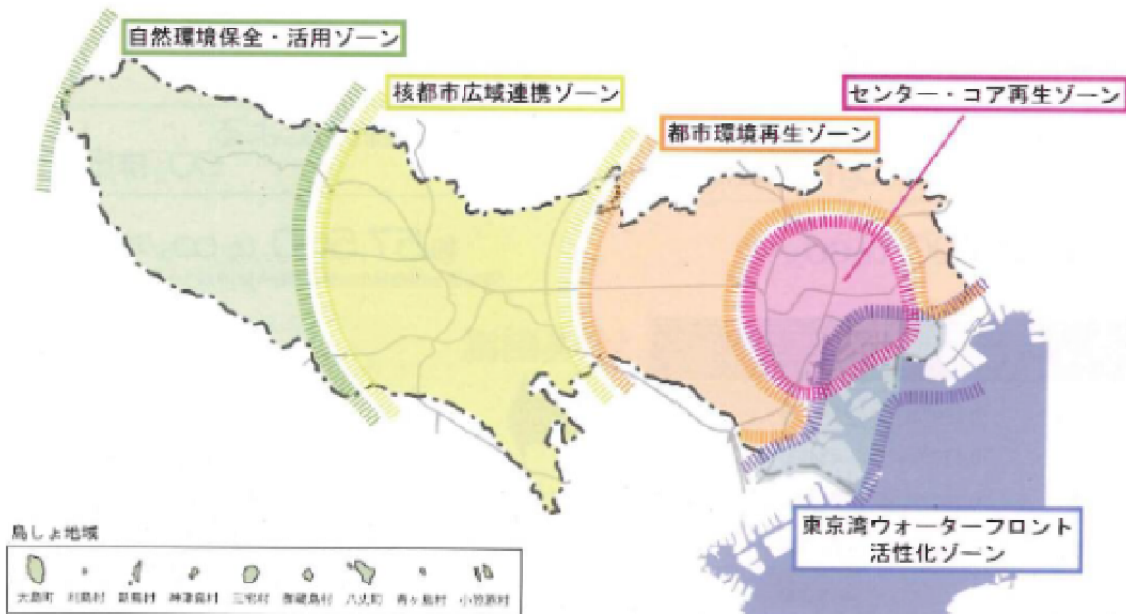 自然環境保全・活用ゾーン
核都市広域連携ゾーン
センター・コア再生ゾーン
都市環境再生ゾーン
東京湾ウォーターフロント
活性化ゾーン
島しょ地域
大島町 利島村 新島村 神津島村 三宅村 御蔵島村 八丈町 青ヶ島村 小笠原村